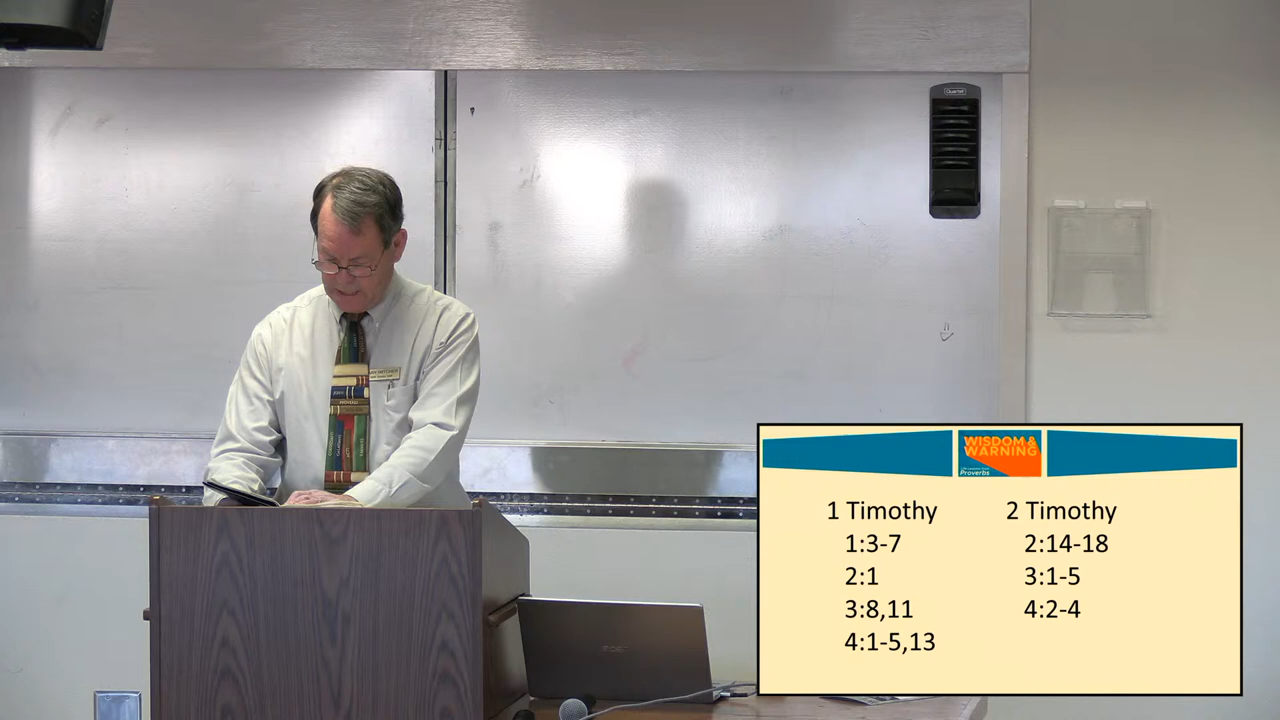 Quartet
WISDOM &
WARNING
Proverbs
1 Timothy
1:3-7
2:1
3:8,11
4:1-5,13
2 Timothy
2:14-18
3:1-5
4:2-4